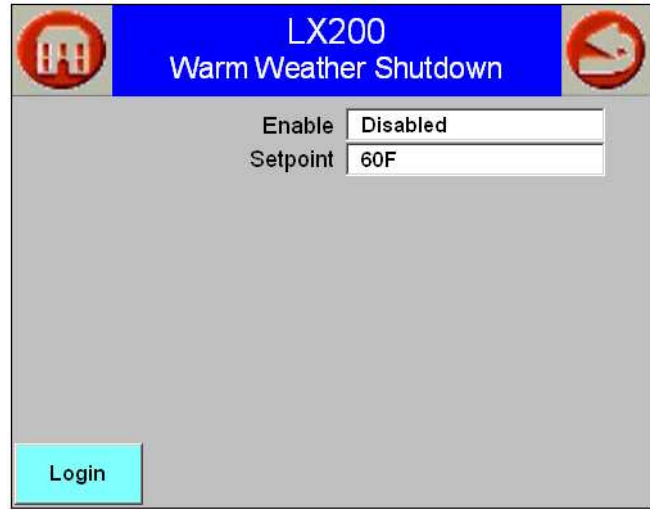 LX200
Warm Weather Shutdown
Enable Disabled
Setpoint 60F
Login